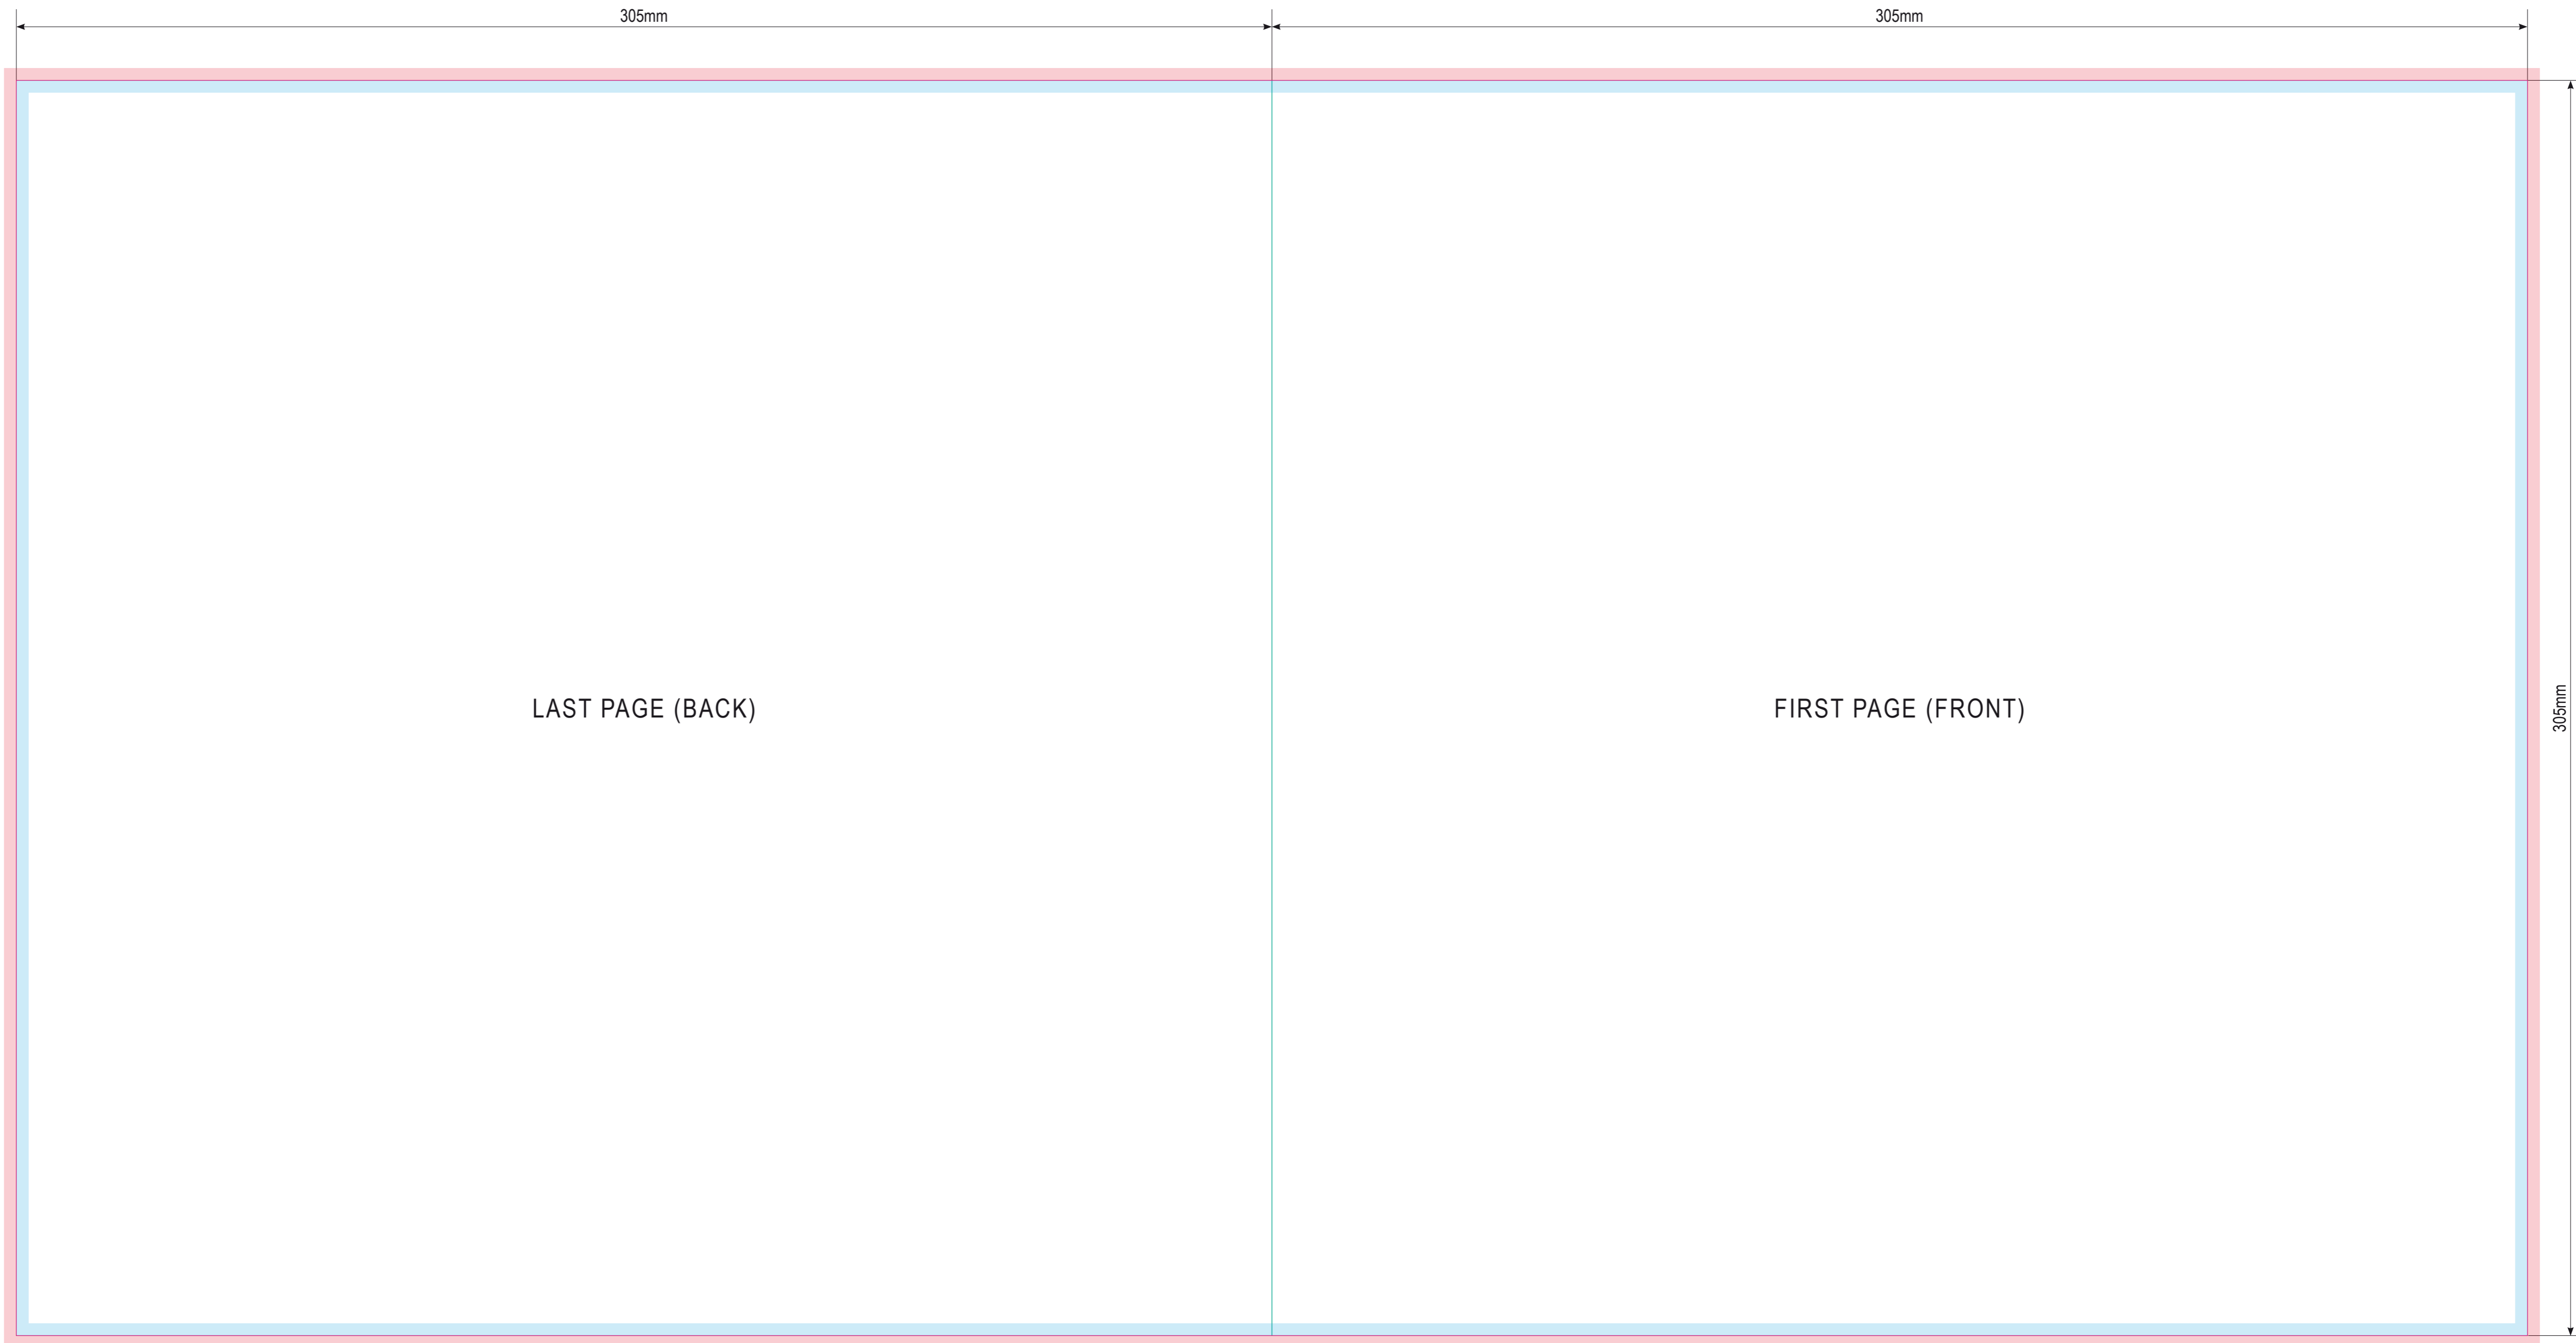 305mm
305mm
LAST PAGE (BACK)
FIRST PAGE (FRONT)
305mm